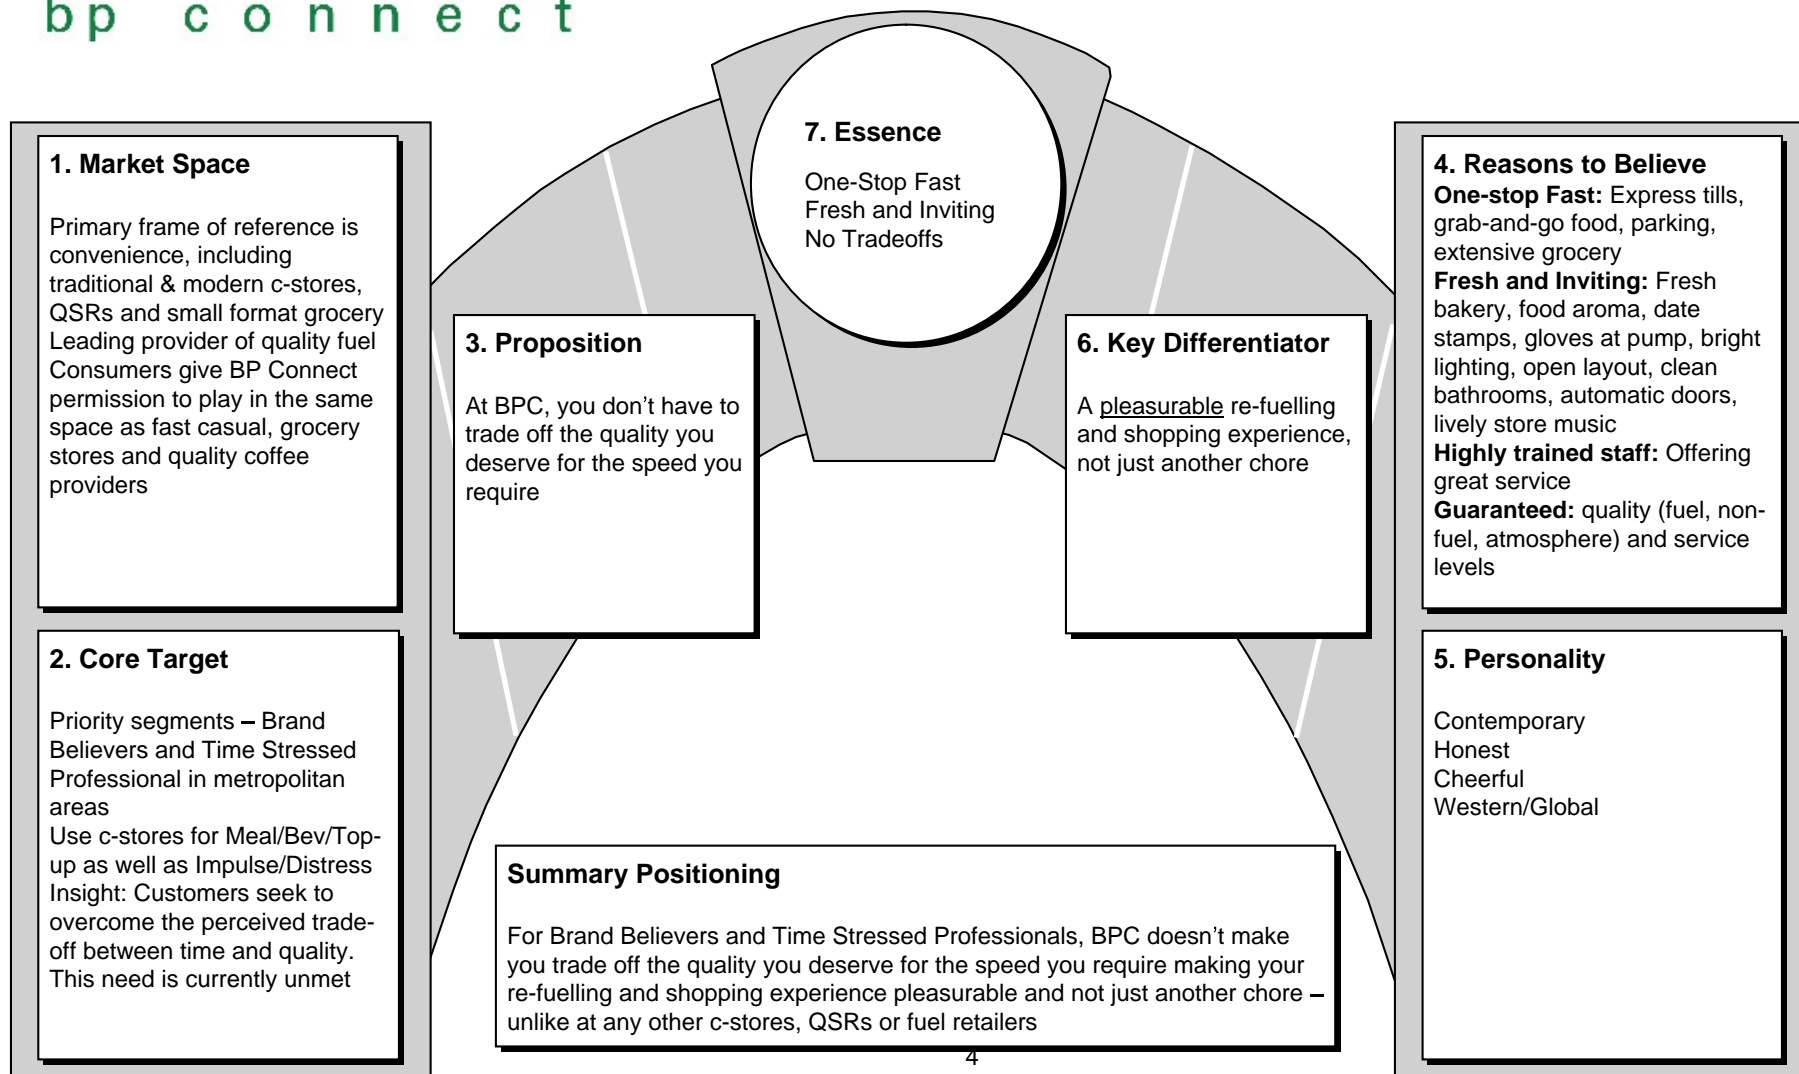 bp connect
1. Market Space
Primary frame of reference is
convenience, including
traditional & modern c-stores,
QSRs and small format grocery
Leading provider of quality fuel
Consumers give BP Connect
permission to play in the same
space as fast casual, grocery
stores and quality coffee
providers
2. Core Target
Priority segments – Brand
Believers and Time Stressed
Professional in metropolitan
areas
Use c-stores for Meal/Bev/Top-
up as well as Impulse/Distress
Insight: Customers seek to
overcome the perceived trade-
off between time and quality.
This need is currently unmet
3. Proposition
At BPC, you don’t have to
trade off the quality you
deserve for the speed you
require
4. Reasons to Believe
One-stop Fast: Express tills,
grab-and-go food, parking,
extensive grocery
Fresh and Inviting: Fresh
bakery, food aroma, date
stamps, gloves at pump, bright
lighting, open layout, clean
bathrooms, automatic doors,
lively store music
Highly trained staff: Offering
great service
Guaranteed: quality (fuel, non-
fuel, atmosphere) and service
levels
5. Personality
Contemporary
Honest
Cheerful
Western/Global
6. Key Differentiator
A pleasurable re-fuelling
and shopping experience,
not just another chore
7. Essence
One-Stop Fast
Fresh and Inviting
No Tradeoffs
Summary Positioning
For Brand Believers and Time Stressed Professionals, BPC doesn’t make
you trade off the quality you deserve for the speed you require making your
re-fuelling and shopping experience pleasurable and not just another chore –
unlike at any other c-stores, QSRs or fuel retailers
4